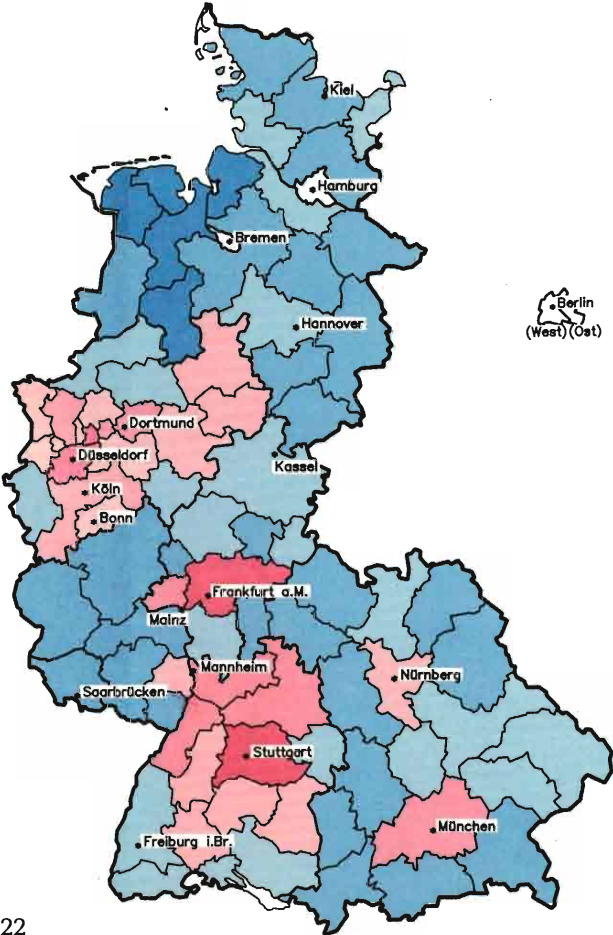 Kiel
Hamburg
Bremen
Berlin
(West)(Ost)
Hannover
Dortmund
Düsseldorf
Kassel
Köln
Bonn
Frankfurt a.M.
Mainz
Mannheim
Nürnberg
Saarbrücken
Stuttgart
München
Freiburg i.Br.
22